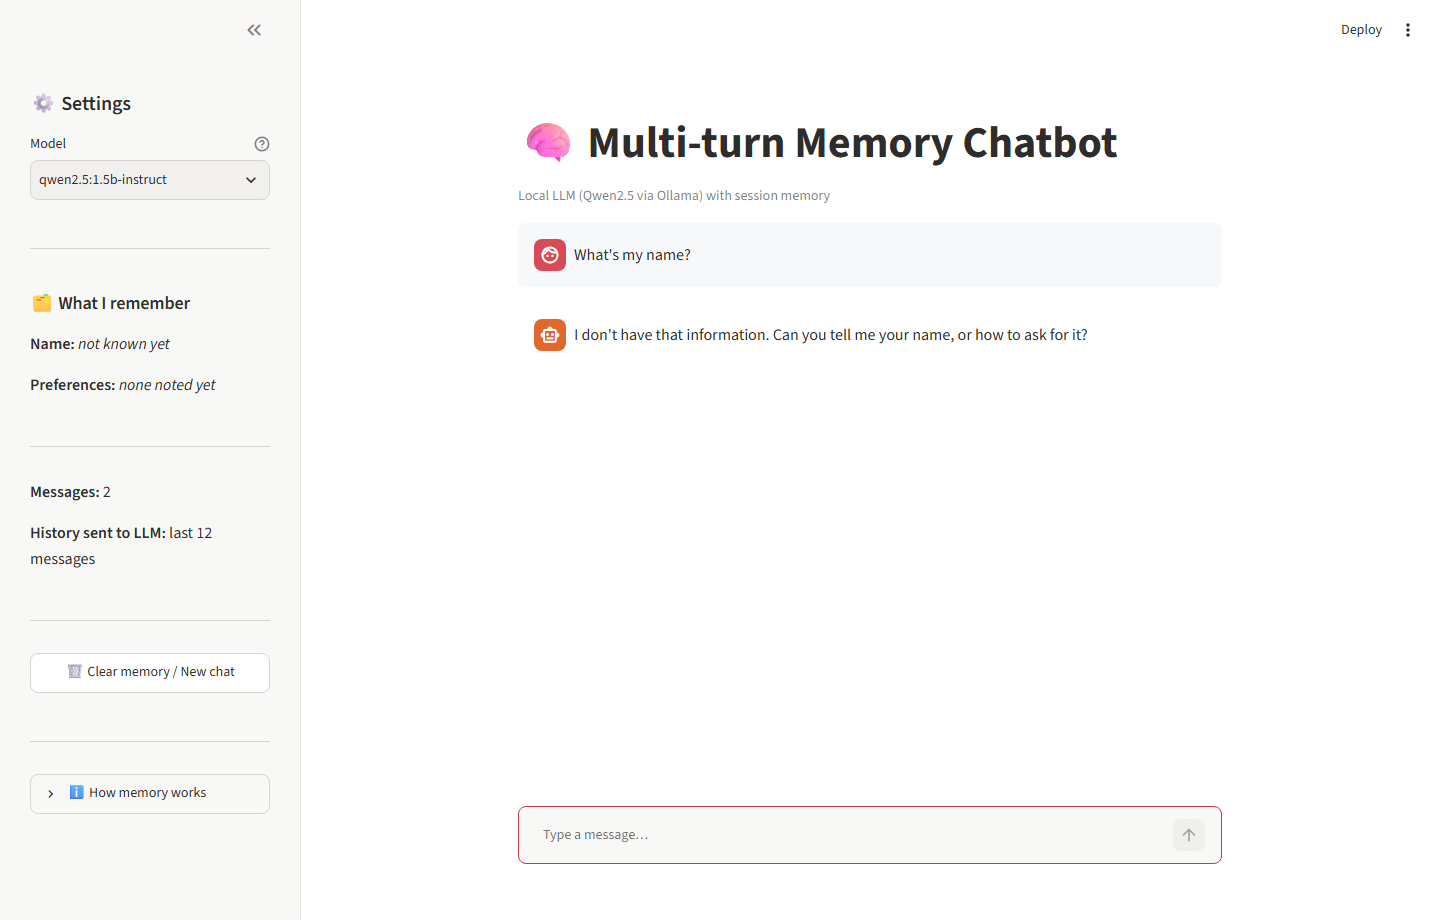 Deploy
Settings
Model
qwen2.5:1.5b-instruct
What I remember
Name: not known yet
Preferences: none noted yet
Messages: 2
History sent to LLM: last 12
messages
Clear memory / New chat
How memory works
Multi-turn Memory Chatbot
Local LLM (Qwen2.5 via Ollama) with session memory
What's my name?
I don't have that information. Can you tell me your name, or how to ask for it?
Type a message...